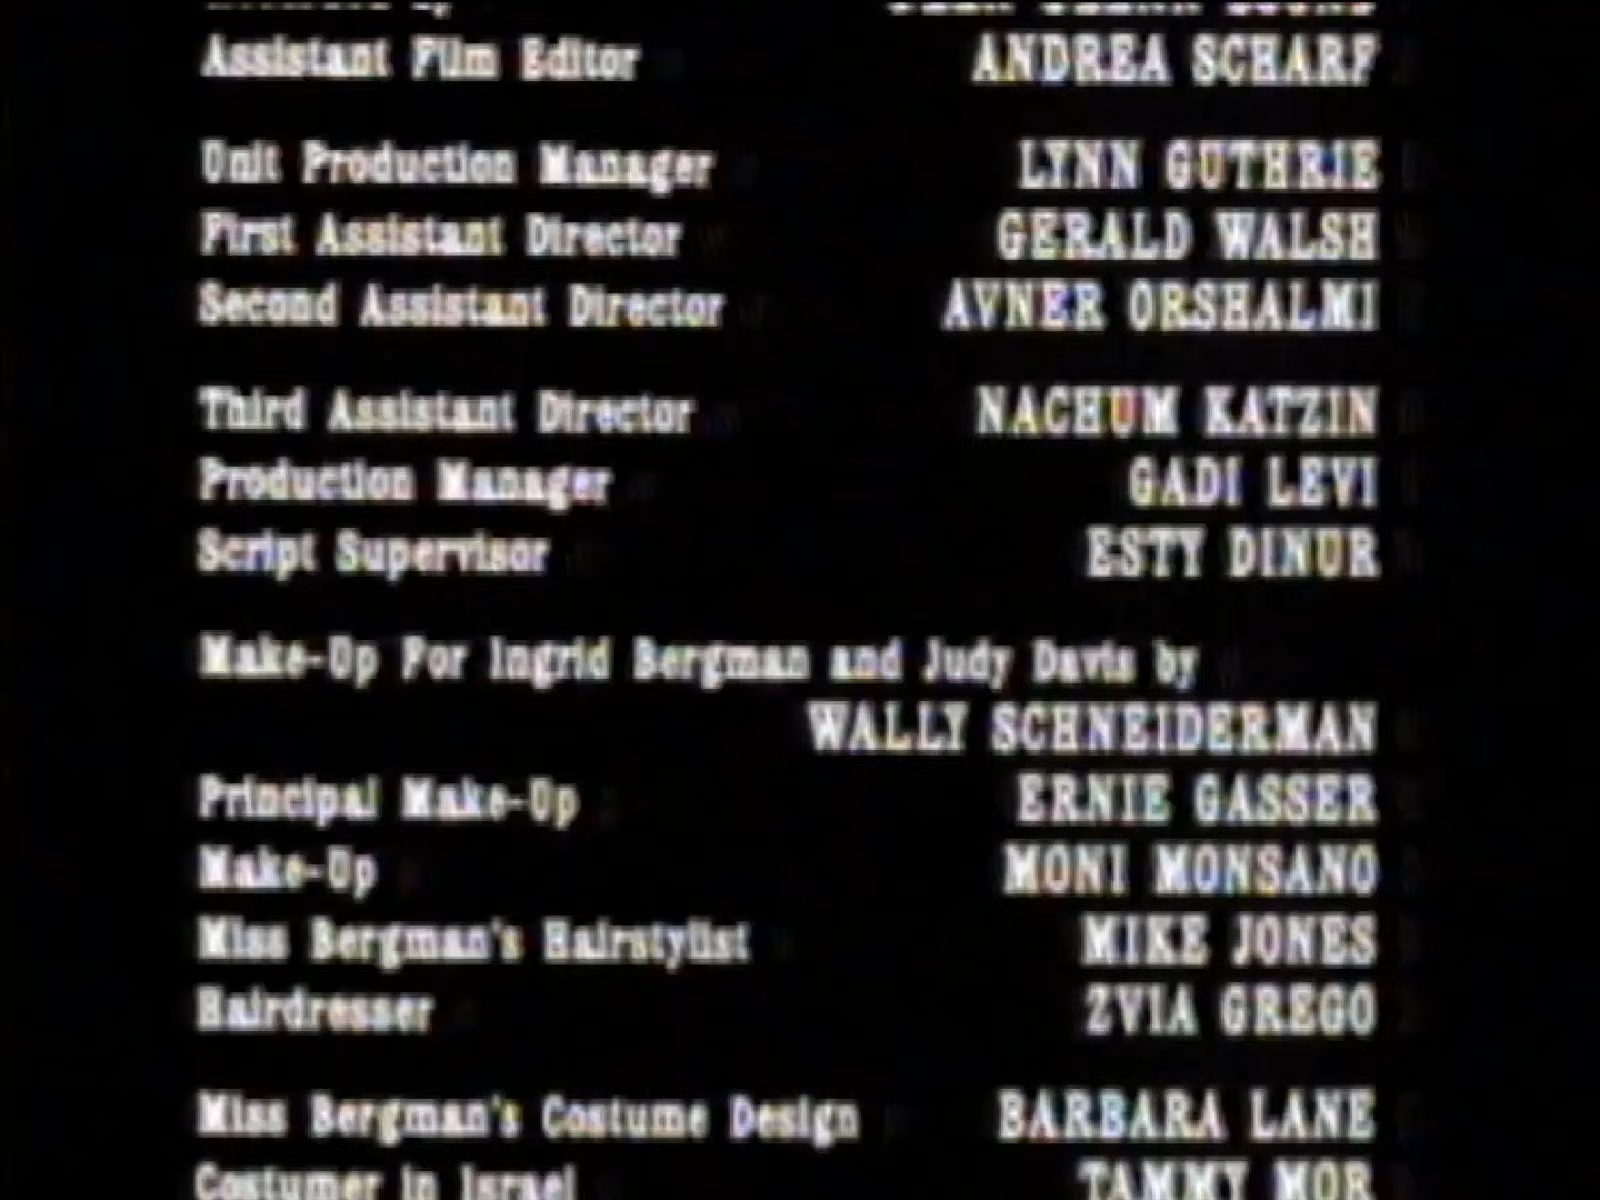 Assistant Film Editor ANDREA SCHARF
Unit Production Manager LYNN GUTHRIE
First Assistant Director GERALD WALSH
Second Assistant Director AVNER ORSHALMI
Third Assistant Director NACHUM KATZIN
Production Manager GADI LEVI
Script Supervisor ESTY DINUR
Make-Up For Ingrid Bergman and Judy Davis by
WALLY SCHNEIDERMAN
Principal Make-Up ERNIE GASSER
Make-Up MONI MONSANO
Miss Bergman's Hairstylist MIKE JONES
Hairdresser ZVIA GREGO
Miss Bergman's Costume Design BARBARA LANE
Costumer in Israel TAMMY MOR